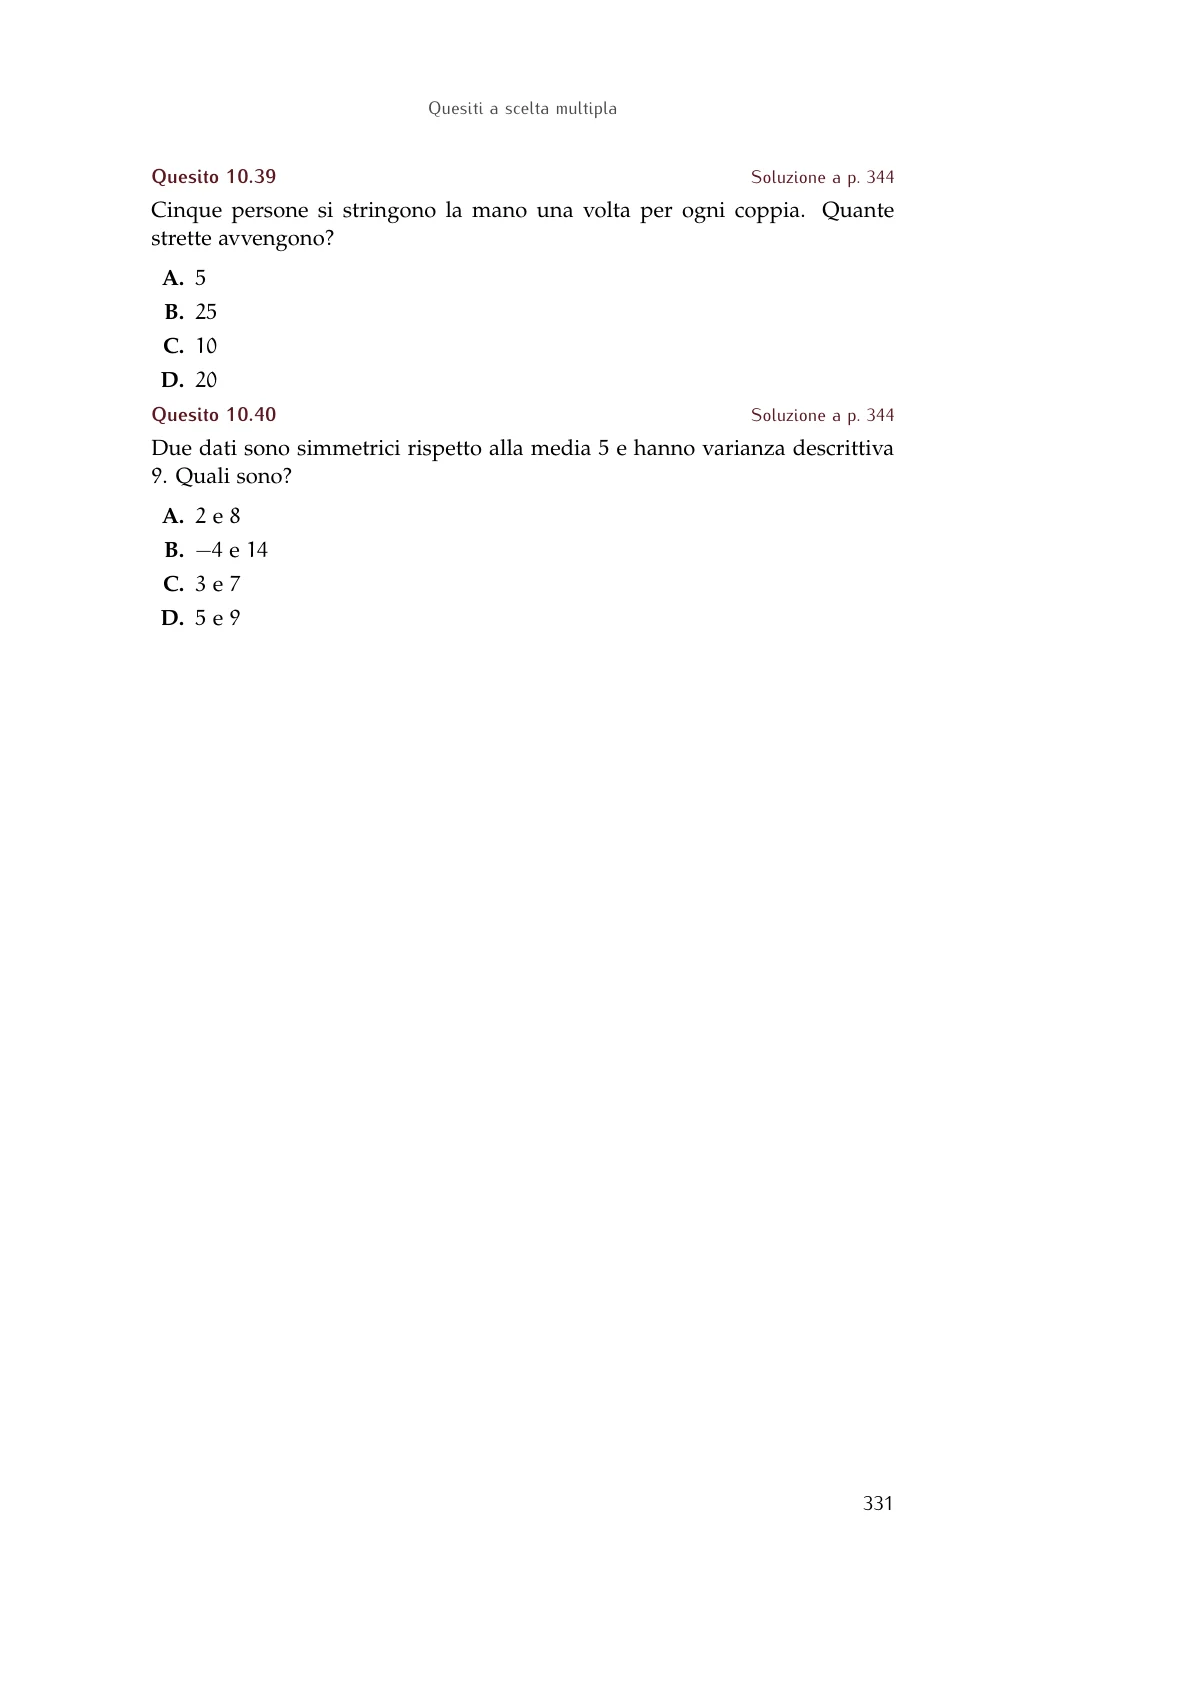 Quesiti a scelta multipla
Quesito 10.39 Soluzione a p. 344
Cinque persone si stringono la mano una volta per ogni coppia. Quante
strette avvengono?
A. 5
B. 25
C. 10
D. 20
Quesito 10.40 Soluzione a p. 344
Due dati sono simmetrici rispetto alla media 5 e hanno varianza descrittiva
9. Quali sono?
A. 2 e 8
B. −4 e 14
C. 3 e 7
D. 5 e 9
331